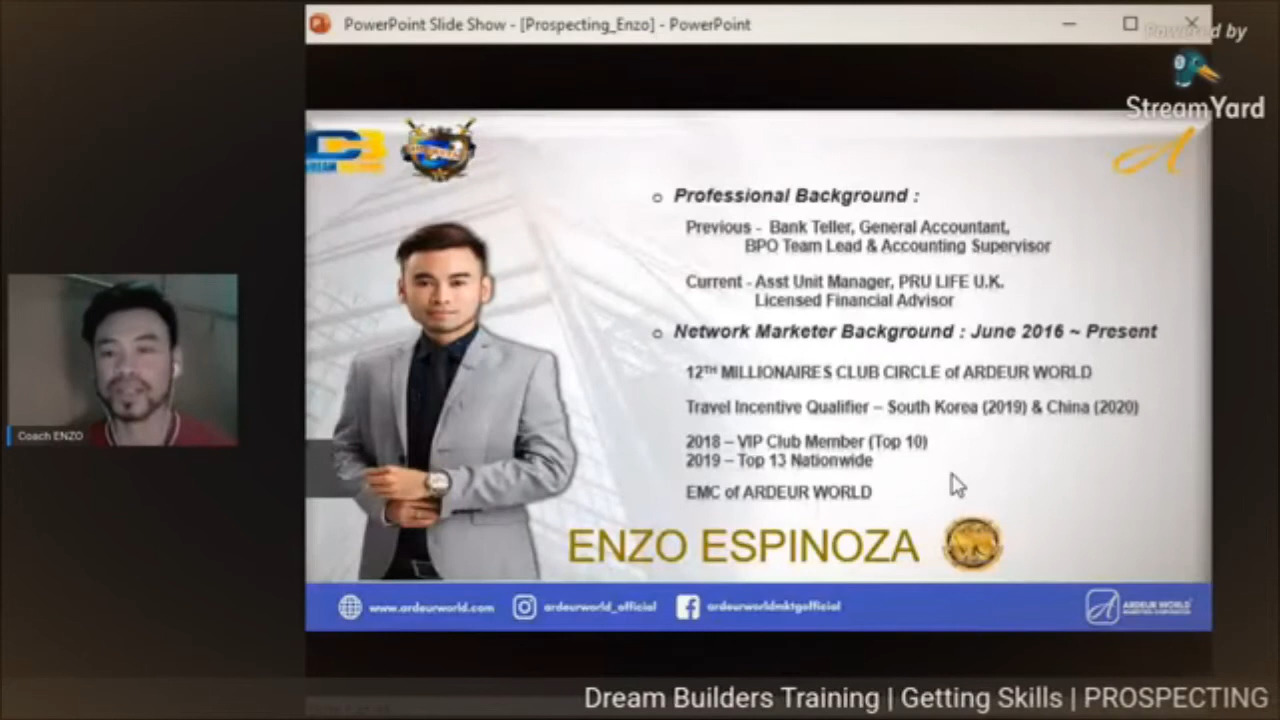 PowerPoint Slide Show - [Prospecting_Enzo] - PowerPoint
Powered by
StreamYard
Professional Background :
Previous - Bank Teller, General Accountant,
BPO Team Lead & Accounting Supervisor
Current - Asst Unit Manager, PRU LIFE U.K.
Licensed Financial Advisor
Network Marketer Background : June 2016 ~ Present
12TH MILLIONAIRES CLUB CIRCLE of ARDEUR WORLD
Travel Incentive Qualifier – South Korea (2019) & China (2020)
2018 – VIP Club Member (Top 10)
2019 – Top 13 Nationwide
EMC of ARDEUR WORLD
ENZO ESPINOZA
Coach ENZO
www.ardeurworld.com ardeurworld_official ardeurworldmktgofficial ARDEUR WORLD
Dream Builders Training | Getting Skills | PROSPECTING